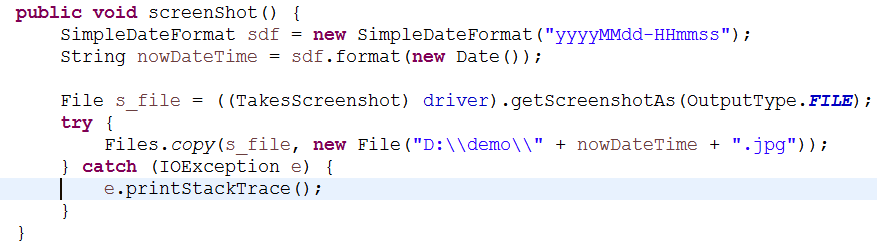 public void screenShot() {
    SimpleDateFormat sdf = new SimpleDateFormat("yyyyMMdd-HHmmss");
    String nowDateTime = sdf.format(new Date());

    File s_file = ((TakesScreenshot) driver).getScreenshotAs(OutputType.FILE);
    try {
        Files.copy(s_file, new File("D:\\demo\\" + nowDateTime + ".jpg"));
    } catch (IOException e) {
        e.printStackTrace();
    }
}